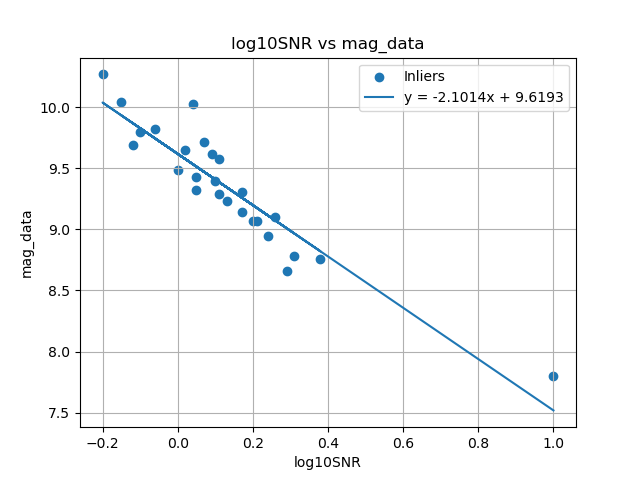 log10SNR vs mag_data
Inliers
y = -2.1014x + 9.6193
10.0
9.5
9.0
8.5
8.0
7.5
mag_data
−0.2 0.0 0.2 0.4 0.6 0.8 1.0
log10SNR